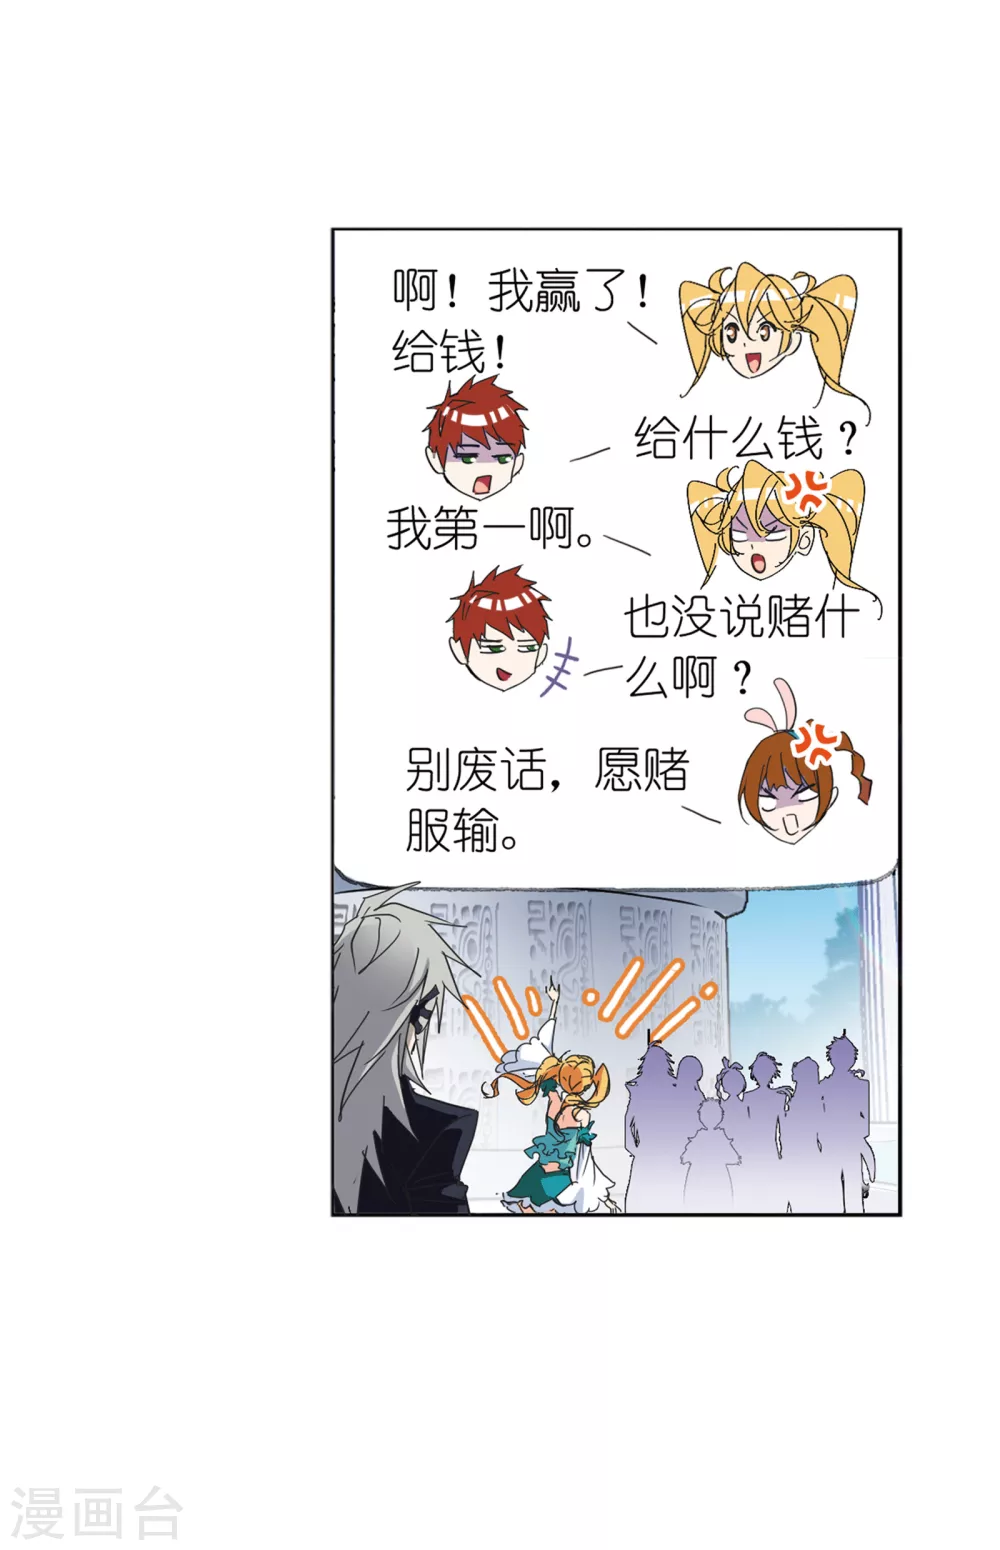 啊！我赢了！
给钱！
给什么钱？
我第一啊。
也没说赌什
么啊？
别废话，愿赌
服输。
漫画台